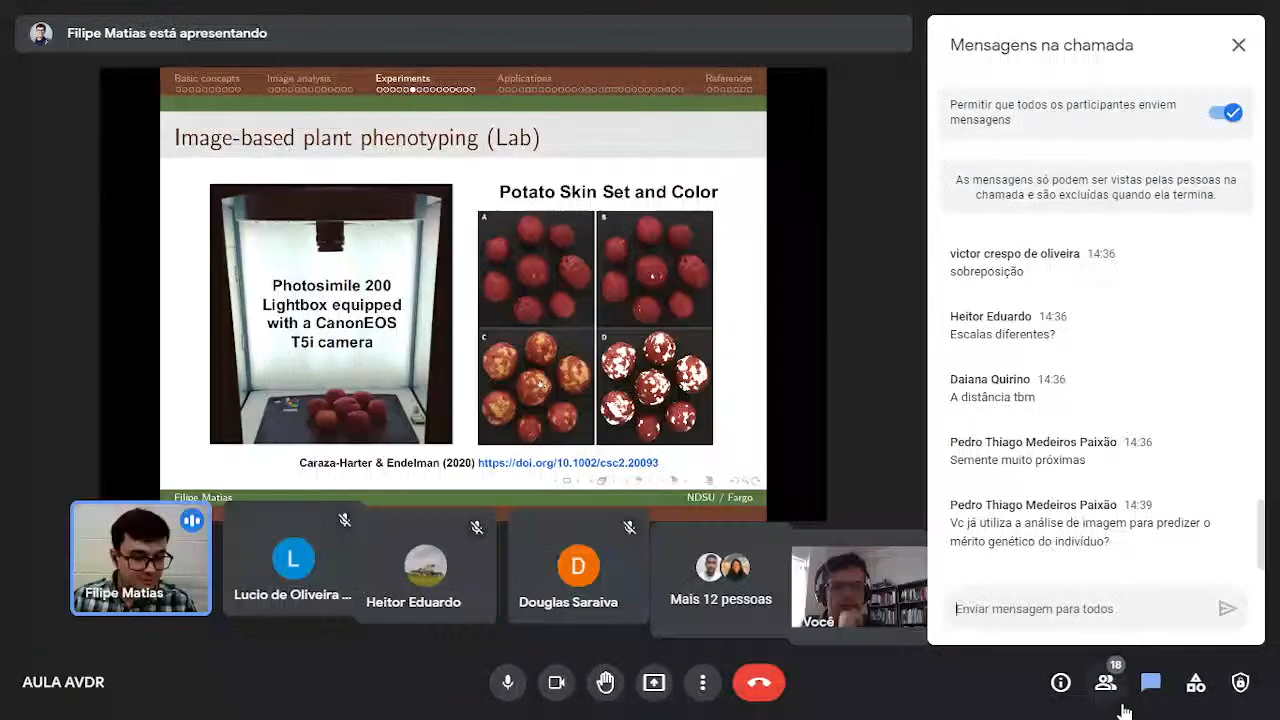 Filipe Matias está apresentando
Basic concepts
Image analysis
Experiments
Applications
References
Image-based plant phenotyping (Lab)
Photosimile 200
Lightbox equipped
with a CanonEOS
T5i camera
Potato Skin Set and Color
A
B
C
D
Caraza-Harter & Endelman (2020) https://doi.org/10.1002/csc2.20093
Filipe Matias
NDSU / Fargo
Filipe Matias
L
Lucio de Oliveira ...
Heitor Eduardo
D
Douglas Saraiva
Mais 12 pessoas
Você
AULA AVDR
Mensagens na chamada
Permitir que todos os participantes enviem
mensagens
As mensagens só podem ser vistas pelas pessoas na
chamada e são excluídas quando ela termina.
victor crespo de oliveira 14:36
sobreposição
Heitor Eduardo 14:36
Escalas diferentes?
Daiana Quirino 14:36
A distância tbm
Pedro Thiago Medeiros Paixão 14:36
Semente muito próximas
Pedro Thiago Medeiros Paixão 14:39
Vc já utiliza a análise de imagem para predizer o
mérito genético do indivíduo?
Enviar mensagem para todos
18